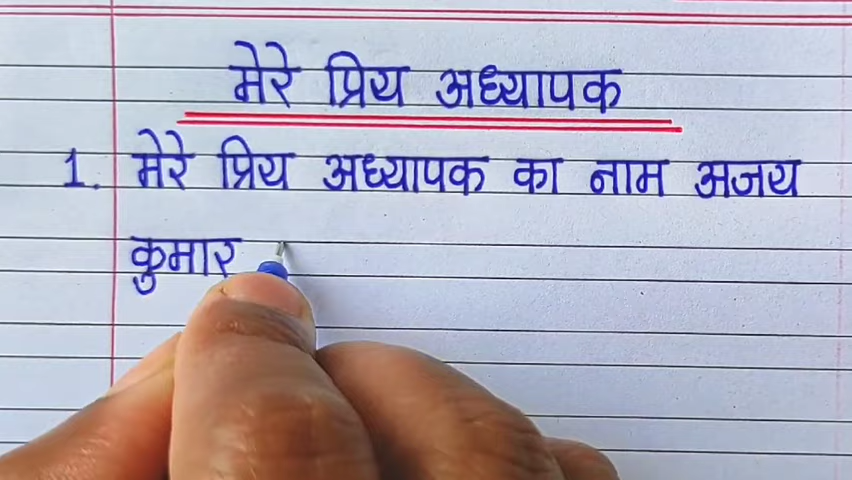 मेरे प्रिय अध्यापक
1. मेरे प्रिय अध्यापक का नाम अजय
कुमार